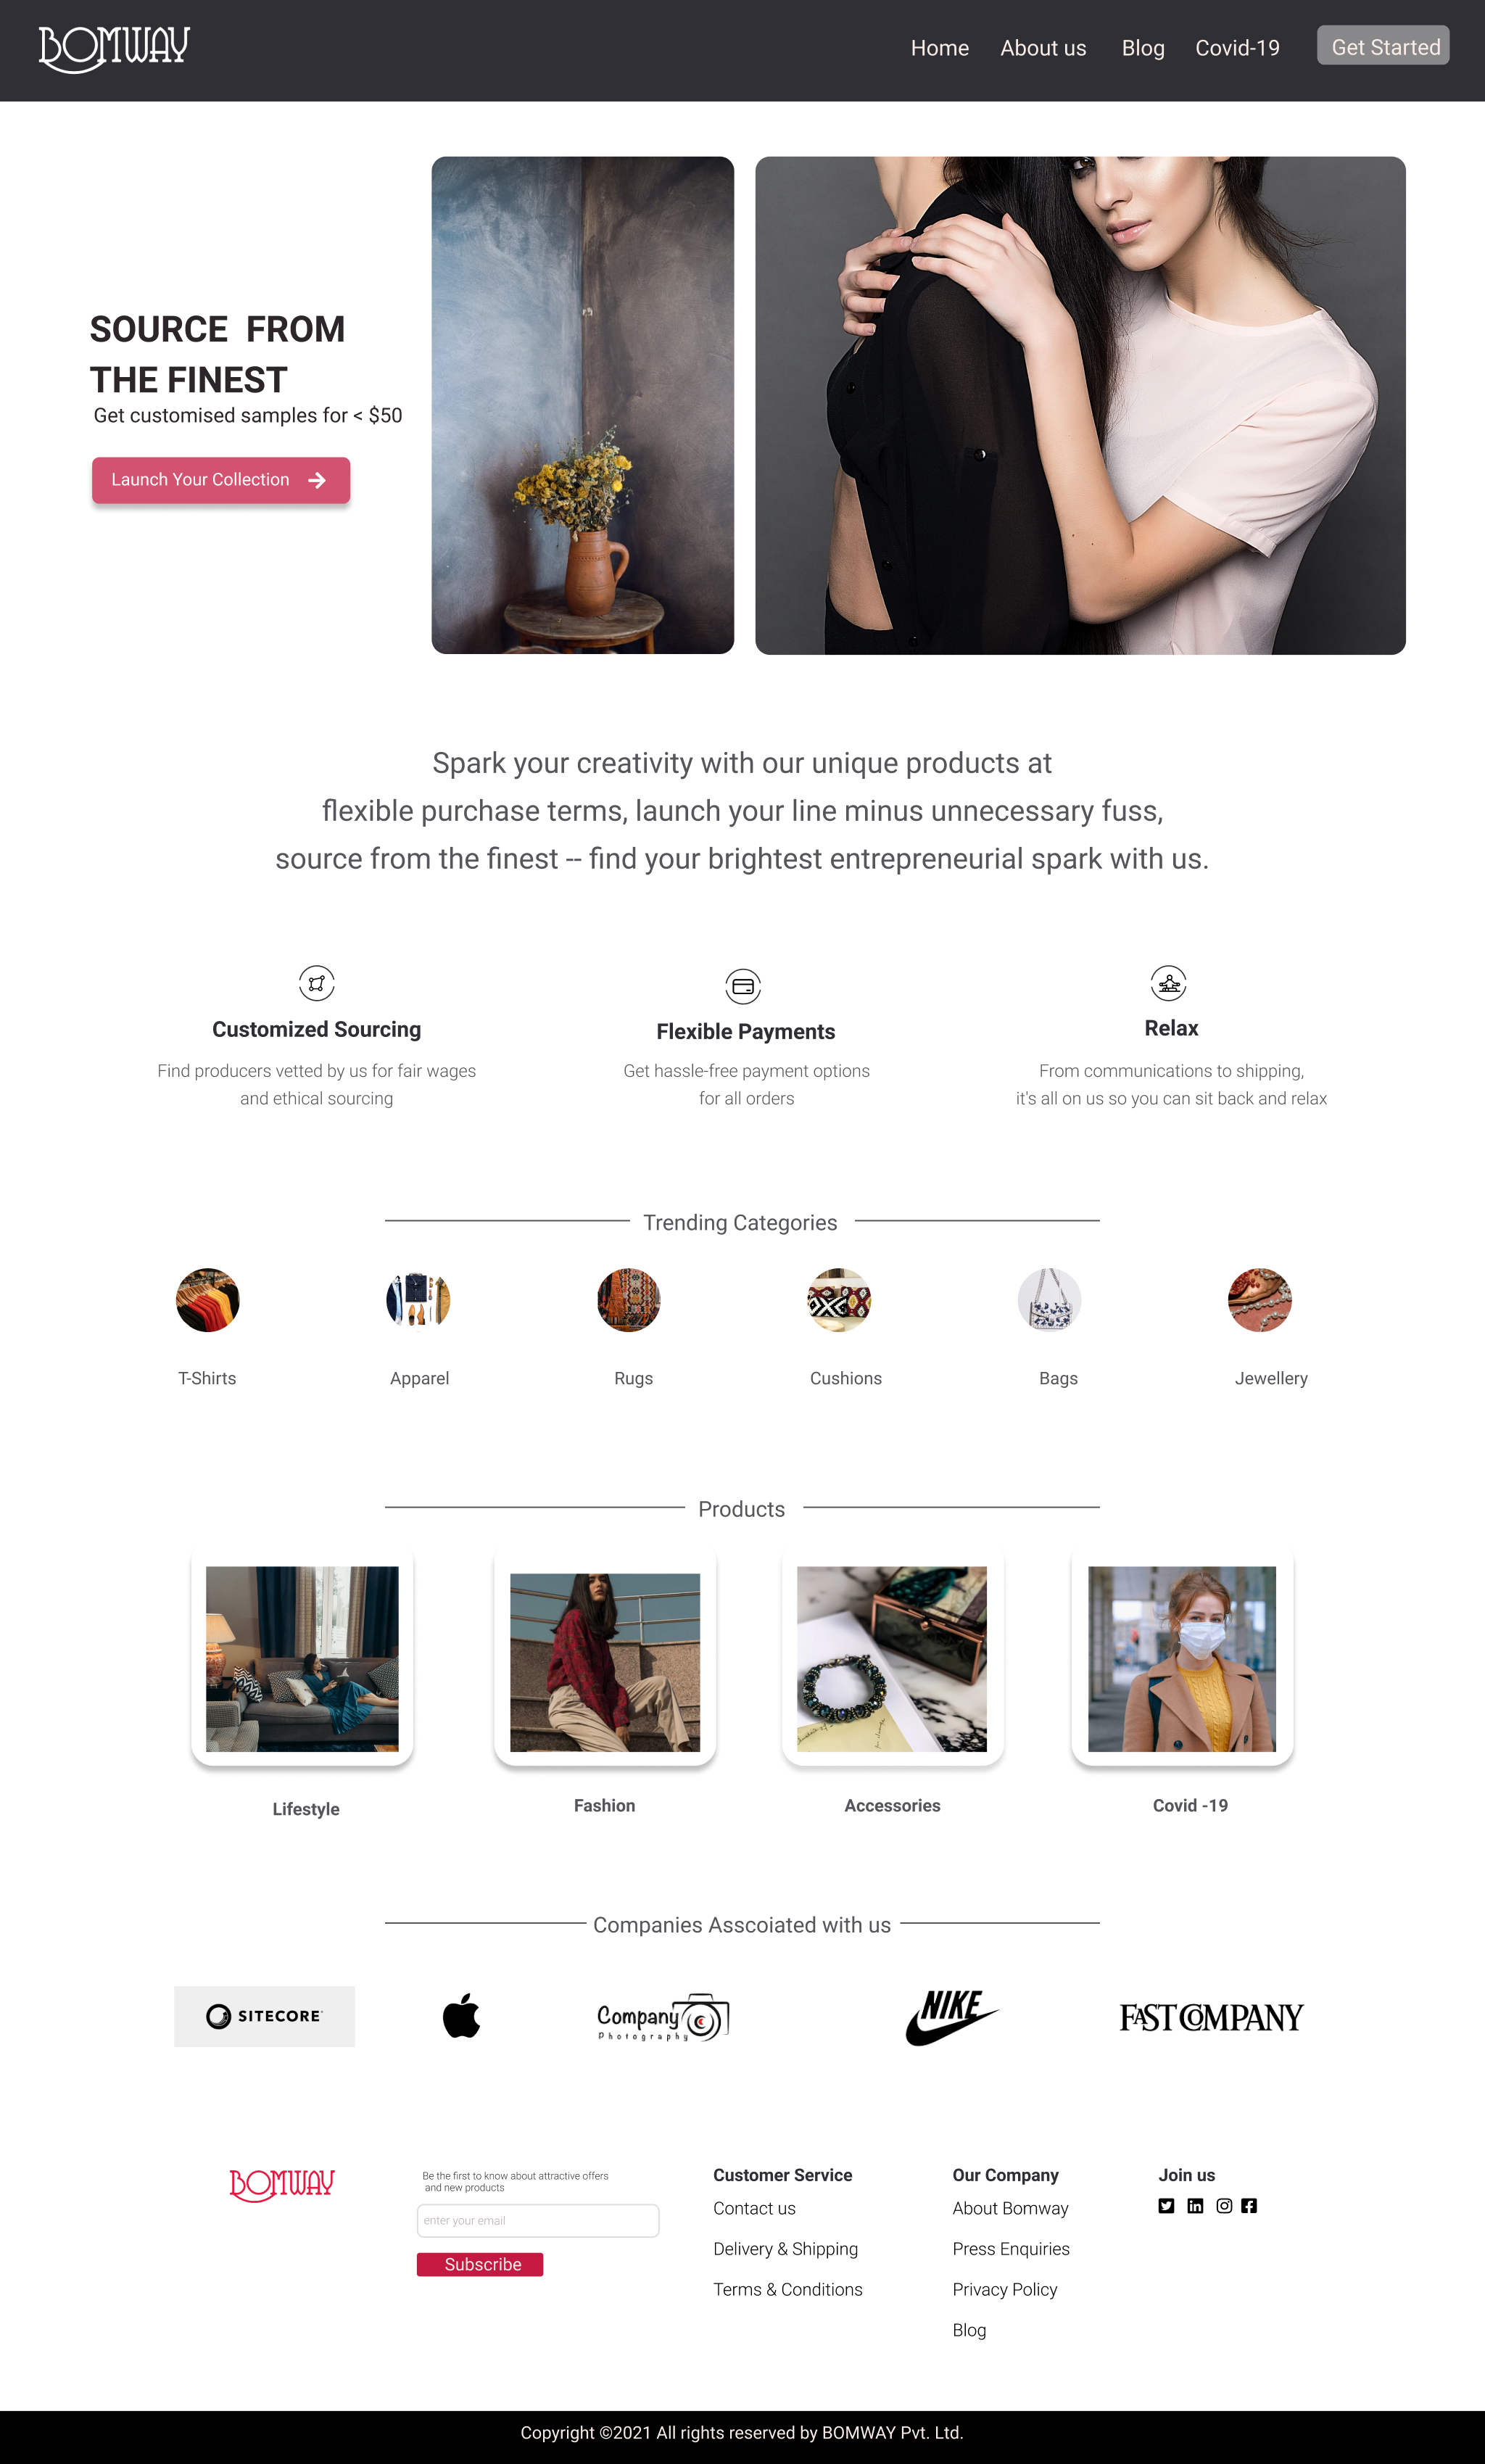 BOMWAY
Home About us Blog Covid-19 Get Started
SOURCE FROM
THE FINEST
Get customised samples for < $50
Launch Your Collection
Spark your creativity with our unique products at
flexible purchase terms, launch your line minus unnecessary fuss,
source from the finest -- find your brightest entrepreneurial spark with us.
Customized Sourcing
Find producers vetted by us for fair wages
and ethical sourcing
Flexible Payments
Get hassle-free payment options
for all orders
Relax
From communications to shipping,
it's all on us so you can sit back and relax
Trending Categories
T-Shirts Apparel Rugs Cushions Bags Jewellery
Products
Lifestyle Fashion Accessories Covid -19
Companies Asscoiated with us
SITECORE
Company
Photography
NIKE
FAST COMPANY
BOMWAY
Be the first to know about attractive offers
and new products
enter your email
Subscribe
Customer Service
Contact us
Delivery & Shipping
Terms & Conditions
Our Company
About Bomway
Press Enquiries
Privacy Policy
Blog
Join us
Copyright ©2021 All rights reserved by BOMWAY Pvt. Ltd.